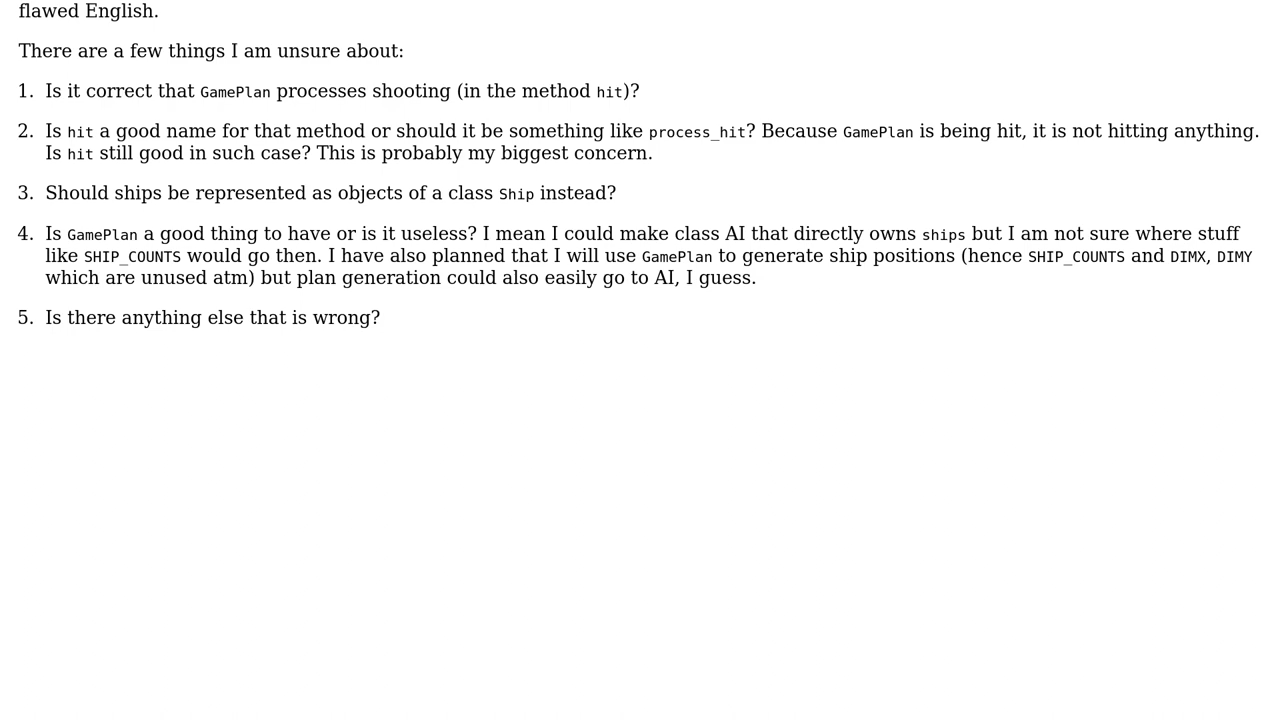 flawed English.
There are a few things I am unsure about:
1. Is it correct that GamePlan processes shooting (in the method hit)?
2. Is hit a good name for that method or should it be something like process_hit? Because GamePlan is being hit, it is not hitting anything.
Is hit still good in such case? This is probably my biggest concern.
3. Should ships be represented as objects of a class Ship instead?
4. Is GamePlan a good thing to have or is it useless? I mean I could make class AI that directly owns ships but I am not sure where stuff
like SHIP_COUNTS would go then. I have also planned that I will use GamePlan to generate ship positions (hence SHIP_COUNTS and DIMX, DIMY
which are unused atm) but plan generation could also easily go to AI, I guess.
5. Is there anything else that is wrong?